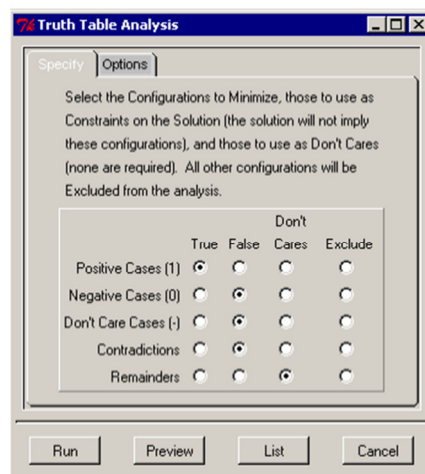 Truth Table Analysis
Specify Options
Select the Configurations to Minimize, those to use as
Constraints on the Solution (the solution will not imply
these configurations), and those to use as Don't Cares
(none are required). All other configurations will be
Excluded from the analysis.
Don't
True False Cares Exclude
Positive Cases (1)
Negative Cases (0)
Don't Care Cases (-)
Contradictions
Remainders
Run Preview List Cancel